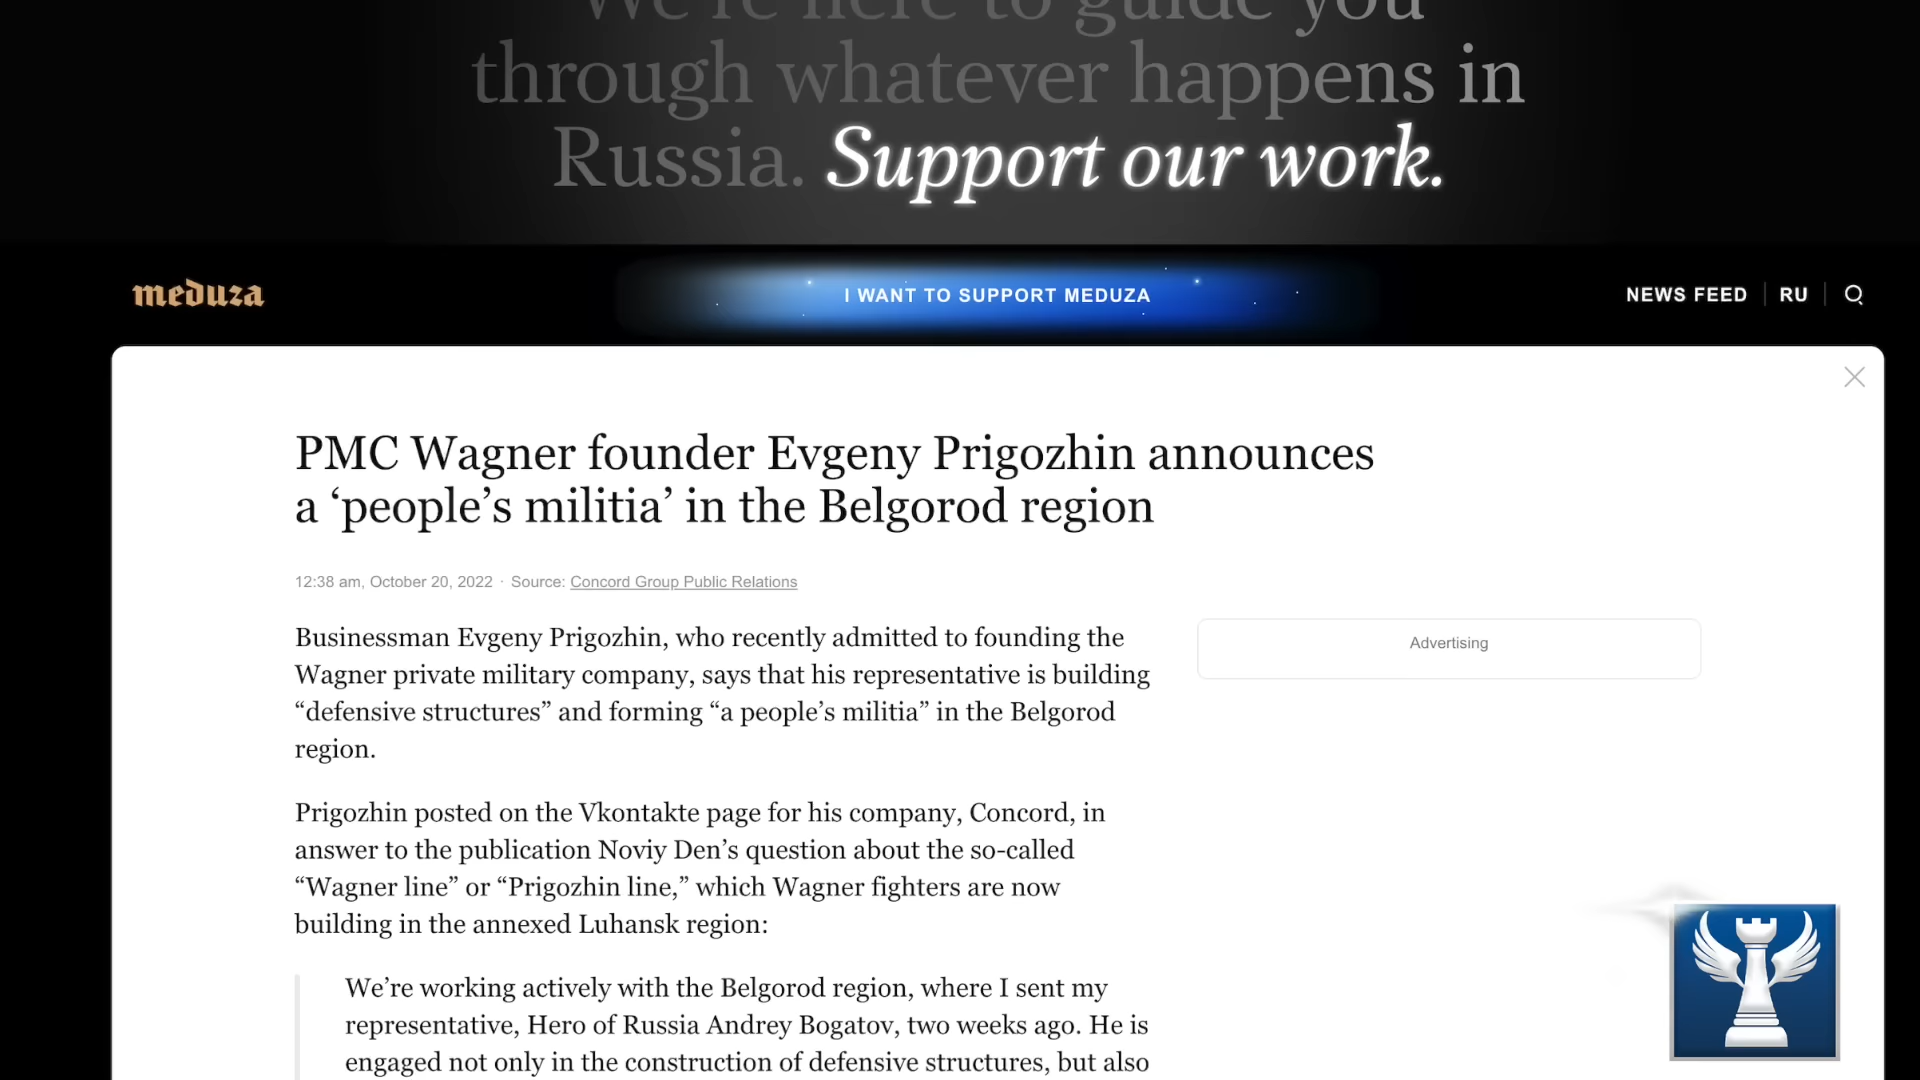 We're here to guide you
through whatever happens in
Russia. Support our work.
meduza
I WANT TO SUPPORT MEDUZA
NEWS FEED
RU
PMC Wagner founder Evgeny Prigozhin announces
a ‘people’s militia’ in the Belgorod region
12:38 am, October 20, 2022 · Source: Concord Group Public Relations
Businessman Evgeny Prigozhin, who recently admitted to founding the
Wagner private military company, says that his representative is building
“defensive structures” and forming “a people’s militia” in the Belgorod
region.
Advertising
Prigozhin posted on the Vkontakte page for his company, Concord, in
answer to the publication Noviy Den’s question about the so-called
“Wagner line” or “Prigozhin line,” which Wagner fighters are now
building in the annexed Luhansk region:
We’re working actively with the Belgorod region, where I sent my
representative, Hero of Russia Andrey Bogatov, two weeks ago. He is
engaged not only in the construction of defensive structures, but also